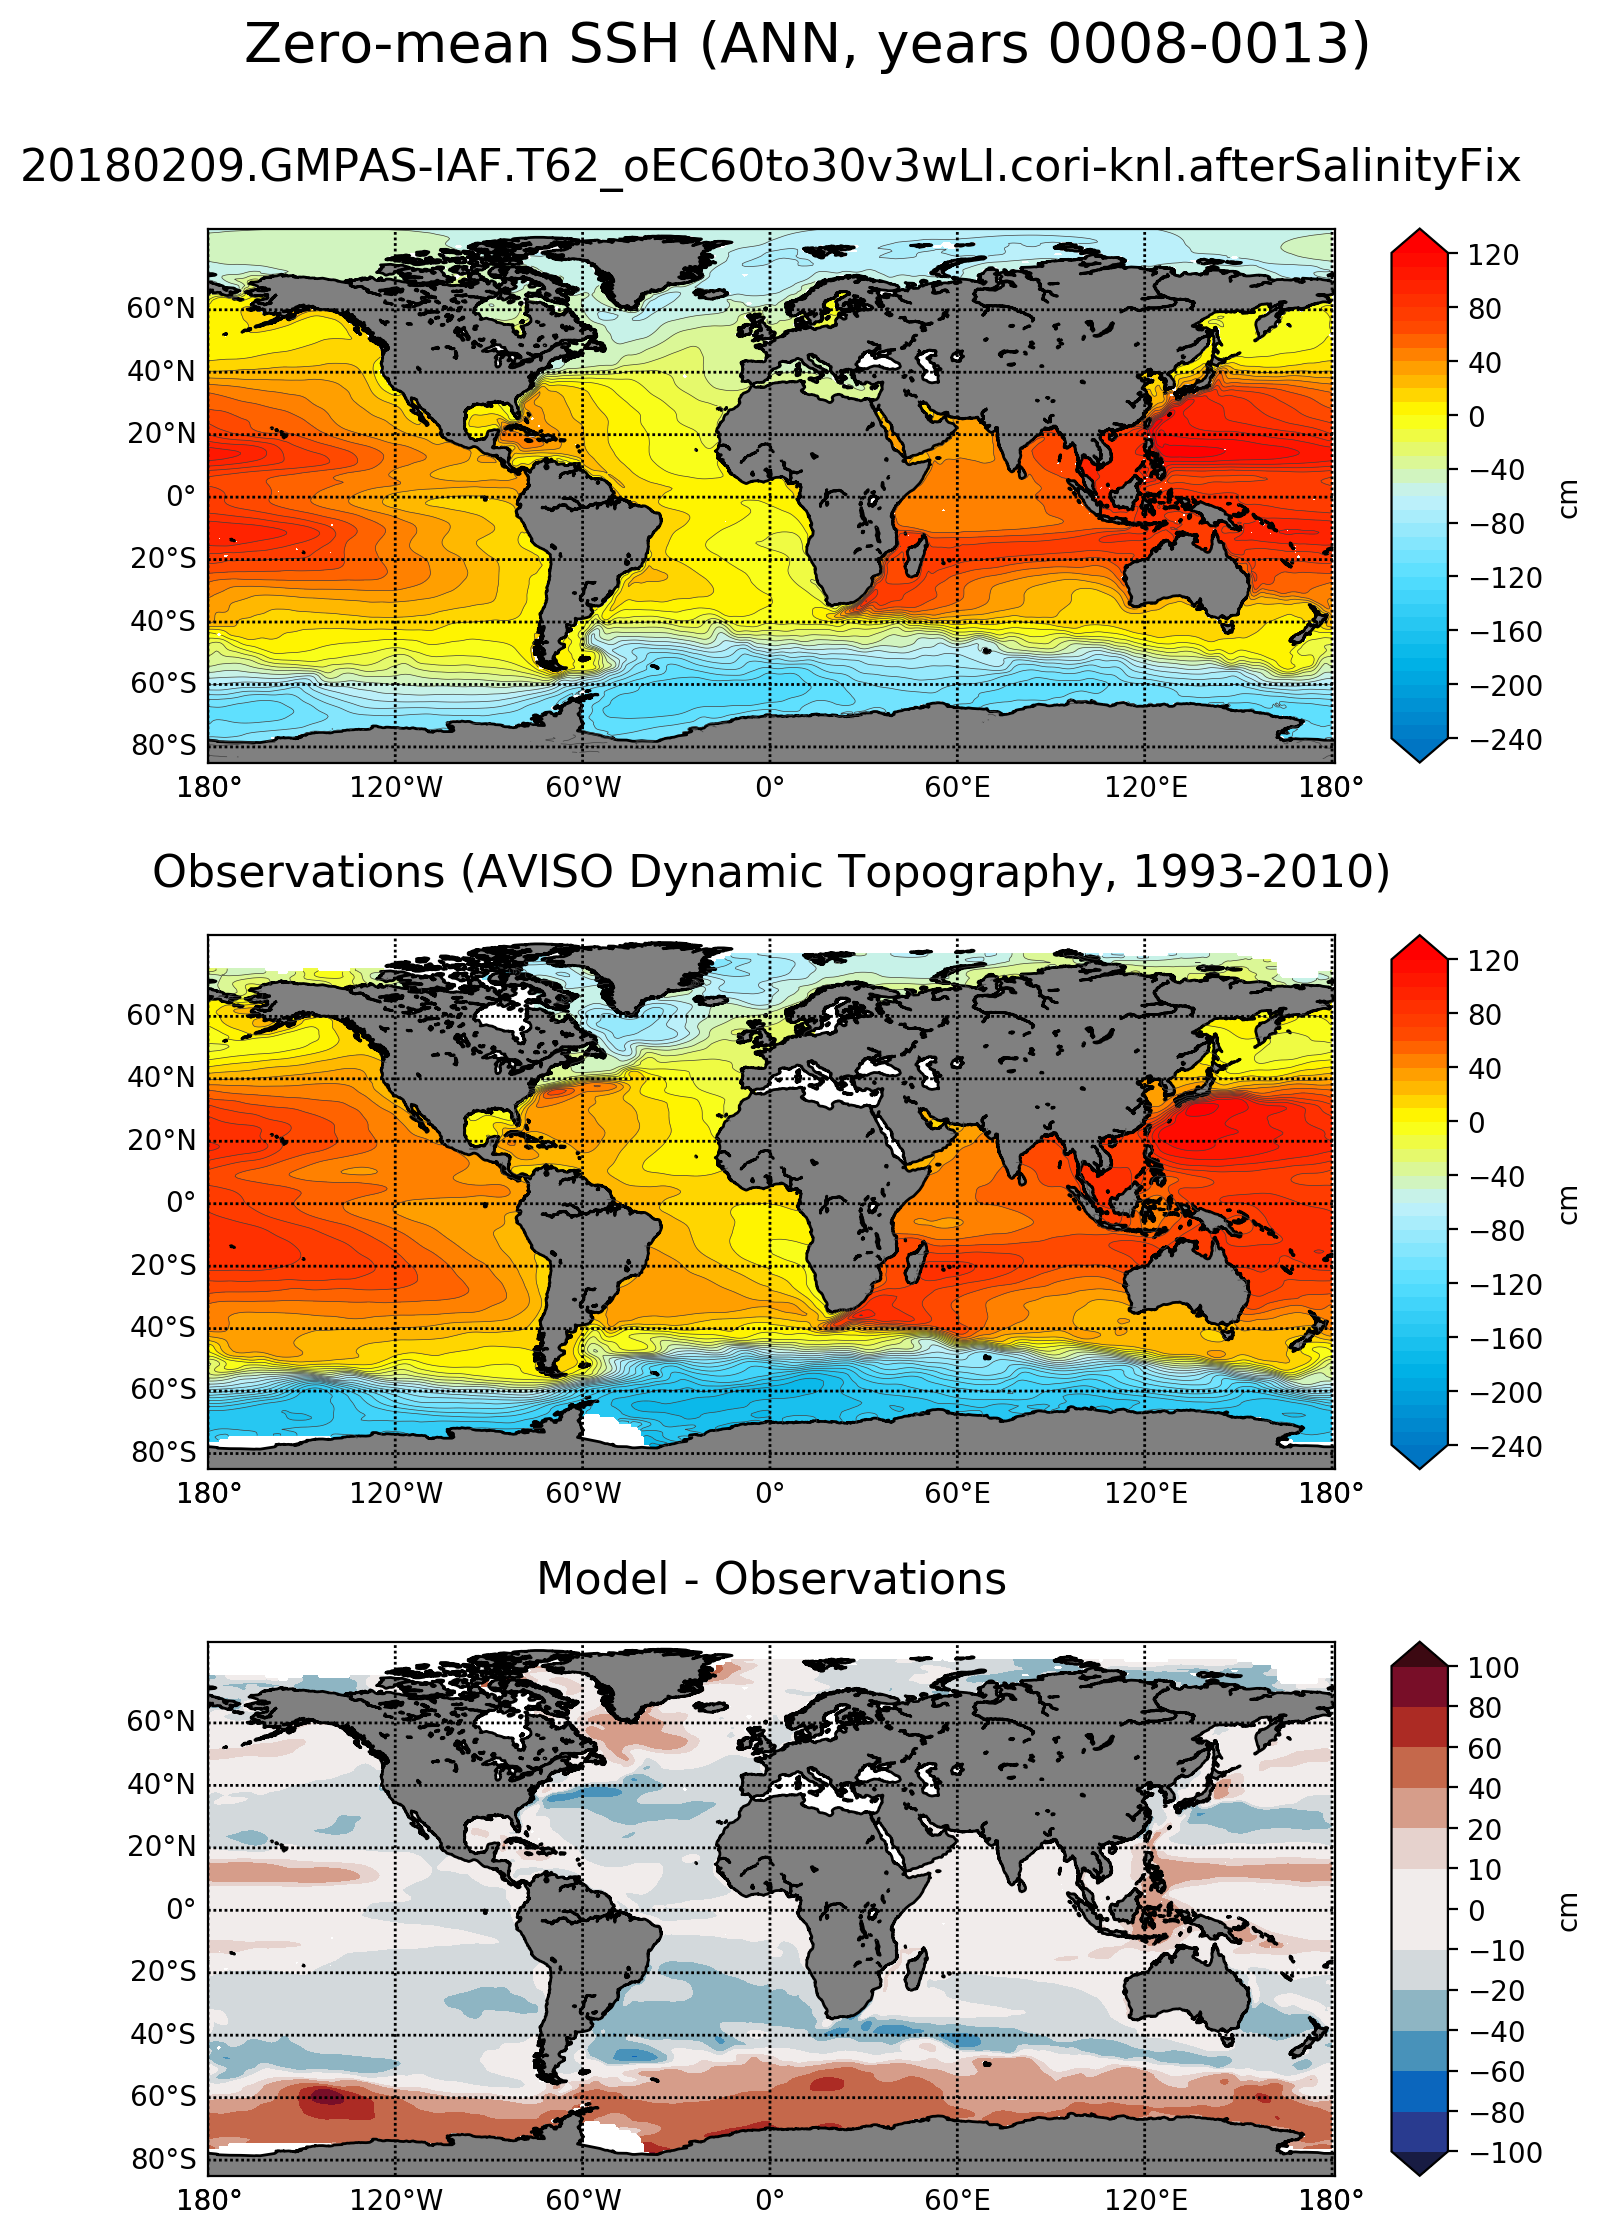 Zero-mean SSH (ANN, years 0008-0013)
20180209.GMPAS-IAF.T62_oEC60to30v3wLI.cori-knl.afterSalinityFix
60°N
40°N
20°N
0°
20°S
40°S
60°S
80°S
180° 120°W 60°W 0° 60°E 120°E 180°
120
80
40
0
−40
−80
−120
−160
−200
−240
cm
Observations (AVISO Dynamic Topography, 1993-2010)
60°N
40°N
20°N
0°
20°S
40°S
60°S
80°S
180° 120°W 60°W 0° 60°E 120°E 180°
120
80
40
0
−40
−80
−120
−160
−200
−240
cm
Model - Observations
60°N
40°N
20°N
0°
20°S
40°S
60°S
80°S
180° 120°W 60°W 0° 60°E 120°E 180°
100
80
60
40
20
10
0
−10
−20
−40
−60
−80
−100
cm